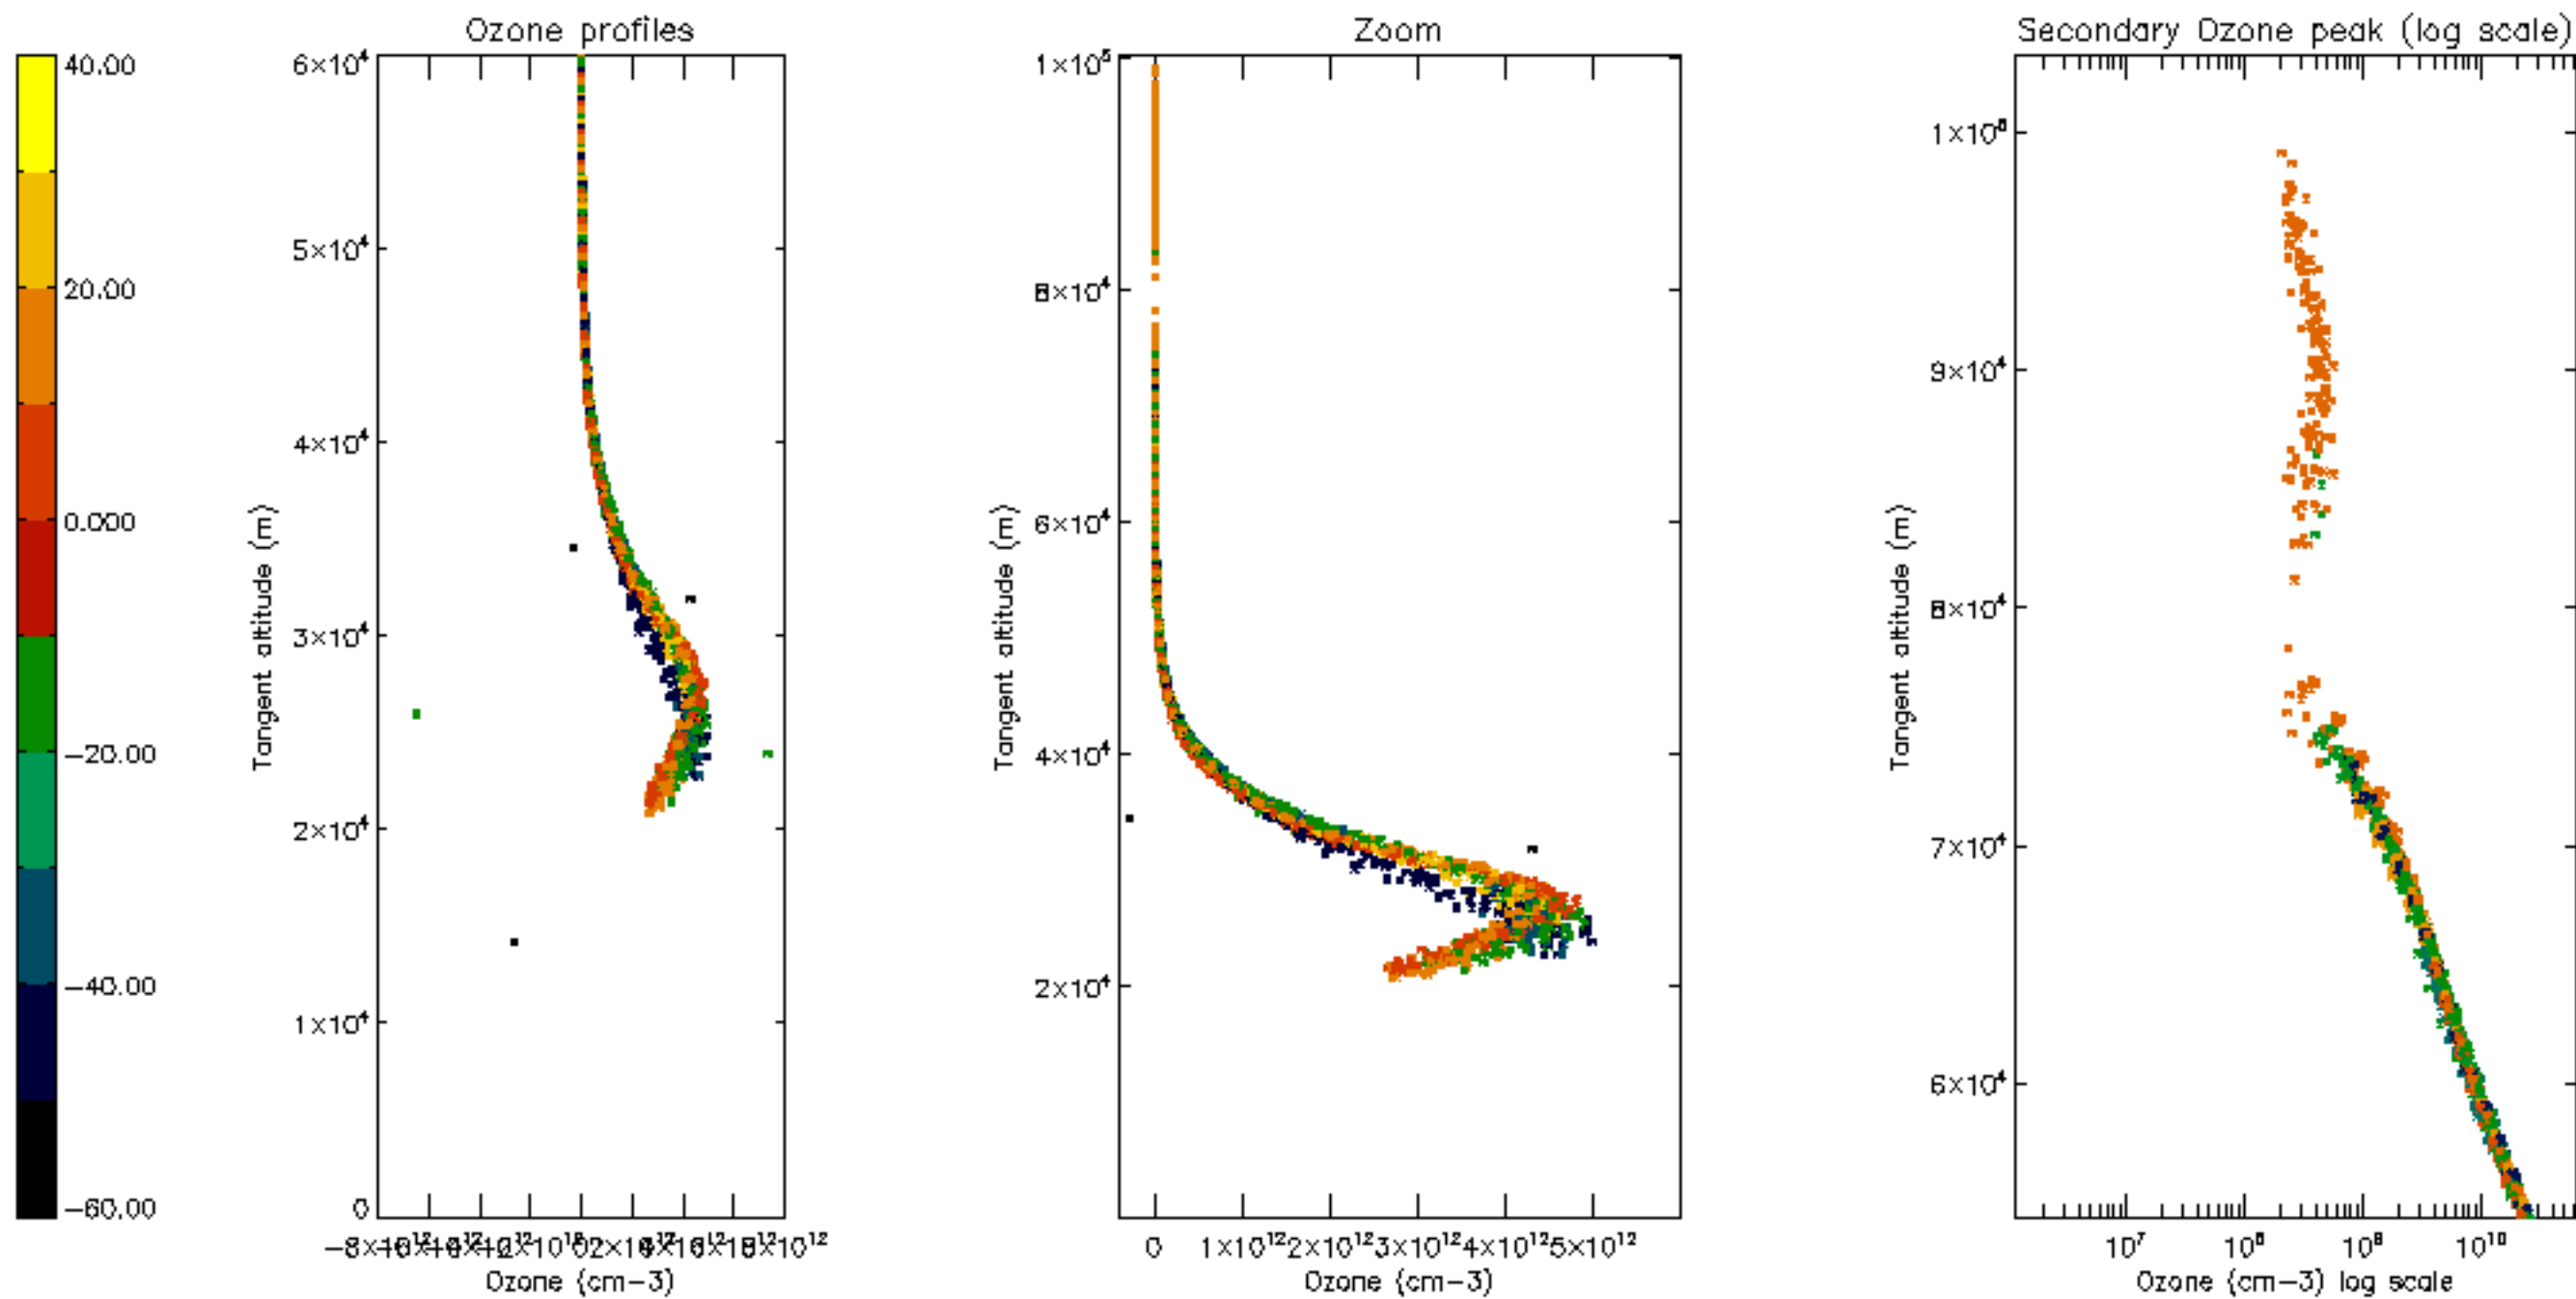 Ozone profiles
Zoom
Secondary Ozone peak (log scale)
40.00
20.00
0.000
−20.00
−40.00
−60.00
6×10⁴
5×10⁴
4×10⁴
3×10⁴
2×10⁴
1×10⁴
0
Tangent altitude (m)
Ozone (cm−3)
1×10⁵
8×10⁴
6×10⁴
4×10⁴
2×10⁴
Tangent altitude (m)
0 1×10¹² 2×10¹² 3×10¹² 4×10¹² 5×10¹²
Ozone (cm−3)
9×10⁴
8×10⁴
7×10⁴
6×10⁴
Tangent altitude (m)
10⁷ 10⁸ 10⁹ 10¹⁰
Ozone (cm−3) log scale